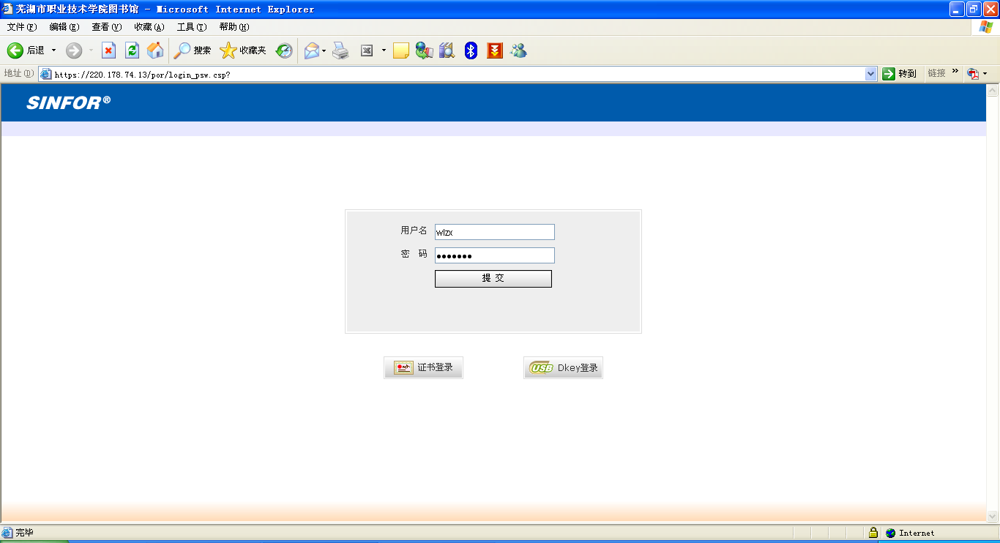 芜湖市职业技术学院图书馆 - Microsoft Internet Explorer
文件(F) 编辑(E) 查看(V) 收藏(A) 工具(T) 帮助(H)
后退 搜索 收藏夹
地址(D) https://220.178.74.13/por/login_psw.csp? 转到 链接 »
SINFOR®
用户名 wlzx
密 码 •••••••
提 交
证书登录 USB Dkey登录
完毕 Internet